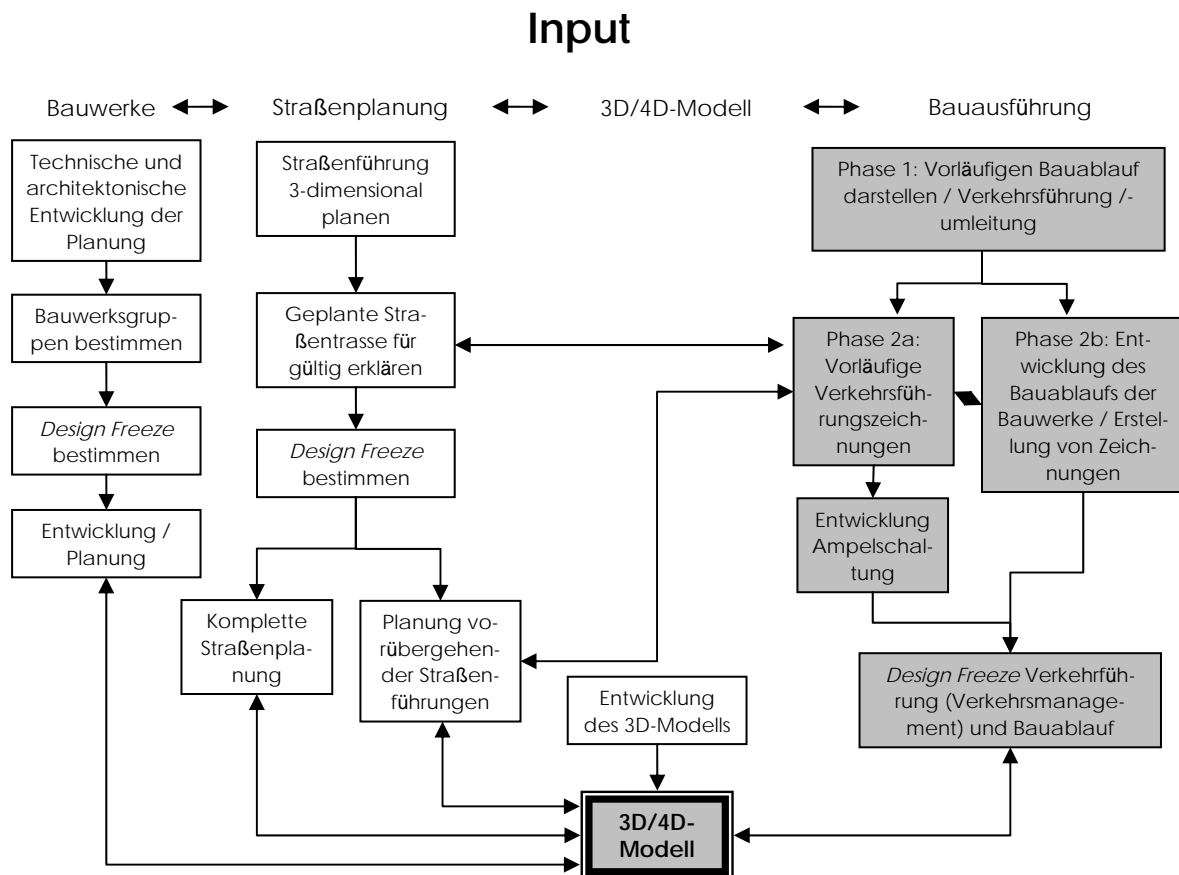 Input
Bauwerke
Straßenplanung
3D/4D-Modell
Bauausführung
Technische und
architektonische
Entwicklung der
Planung
Bauwerksgrup-
pen bestimmen
Design Freeze
bestimmen
Entwicklung /
Planung
Straßenführung
3-dimensional
planen
Geplante Stra-
ßentrasse für
gültig erklären
Design Freeze
bestimmen
Komplette
Straßenpla-
nung
Planung vo-
rübergehen-
der Straßen-
führungen
Entwicklung
des 3D-Modells
3D/4D-
Modell
Phase 1: Vorläufigen Bauablauf
darstellen / Verkehrsführung /-
umleitung
Phase 2a:
Vorläufige
Verkehrsfüh-
rungszeich-
nungen
Phase 2b: Ent-
wicklung des
Bauablaufs der
Bauwerke / Erstel-
lung von Zeich-
nungen
Entwicklung
Ampelschal-
tung
Design Freeze Verkehrfüh-
rung (Verkehrsmanage-
ment) und Bauablauf